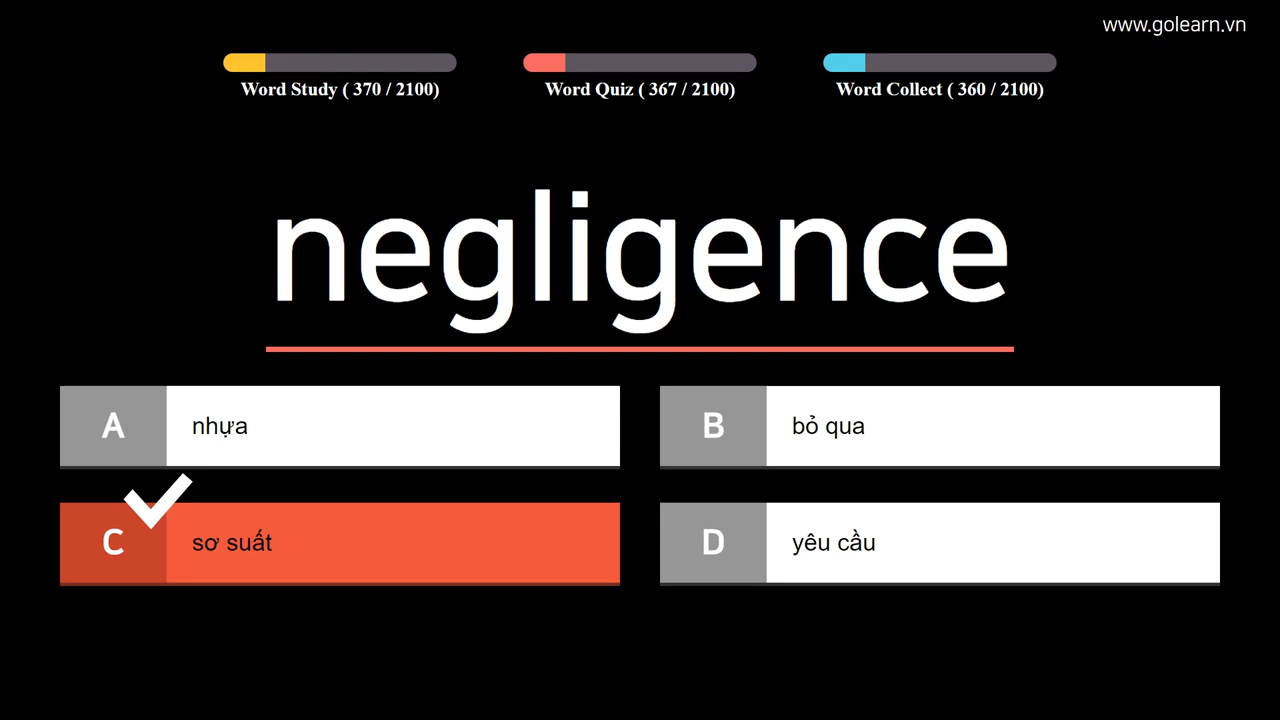 www.golearn.vn
Word Study ( 370 / 2100)
Word Quiz ( 367 / 2100)
Word Collect ( 360 / 2100)
negligence
A nhựa
B bỏ qua
C sơ suất
D yêu cầu